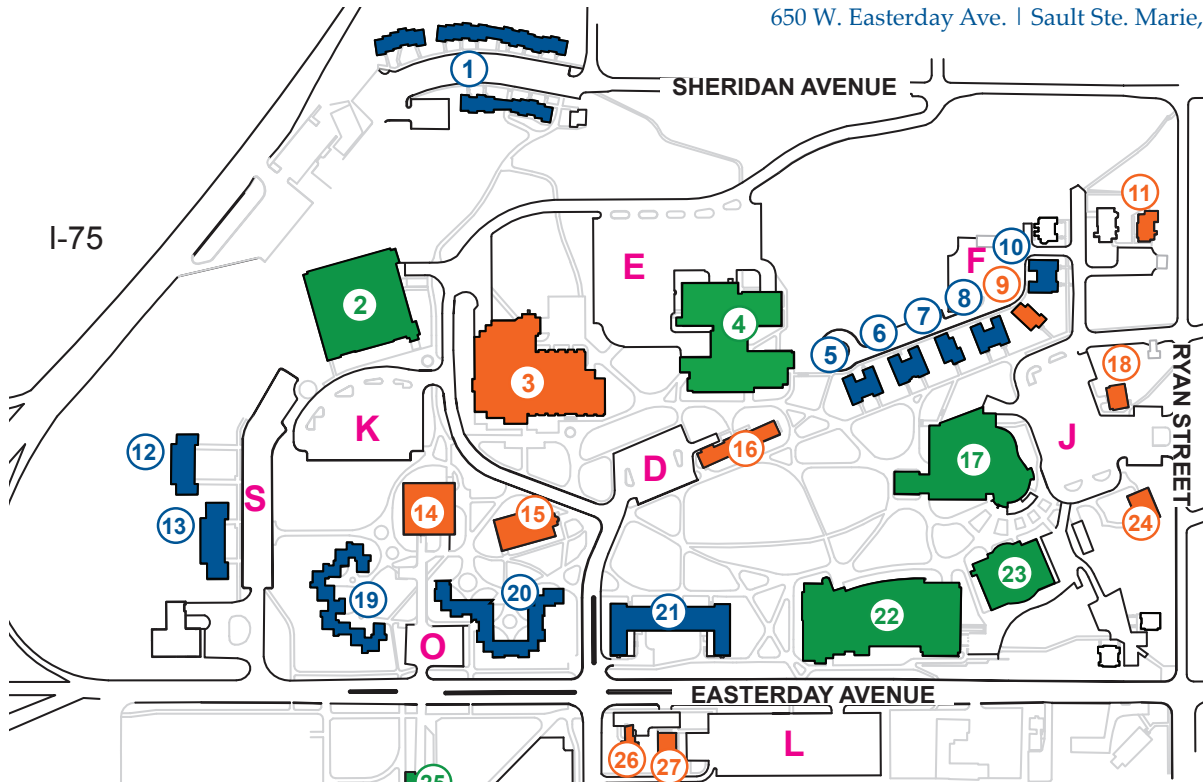 650 W. Easterday Ave. | Sault Ste. Marie,
1
SHERIDAN AVENUE
11
I-75
10
E
F
9
2
8
4
7
6
5
3
RYAN STREET
18
K
J
12
16
D
17
S
14
15
24
13
23
20
19
21
22
O
EASTERDAY AVENUE
L
26
27
25